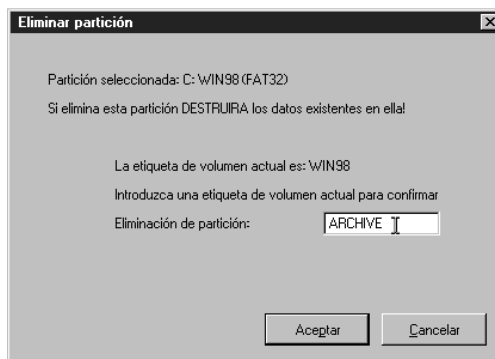 Eliminar partición
Partición seleccionada: C: WIN98 (FAT32)
Si elimina esta partición DESTRUIRA los datos existentes en ella!
La etiqueta de volumen actual es: WIN98
Introduzca una etiqueta de volumen actual para confirmar
Eliminación de partición: ARCHIVE
Aceptar Cancelar